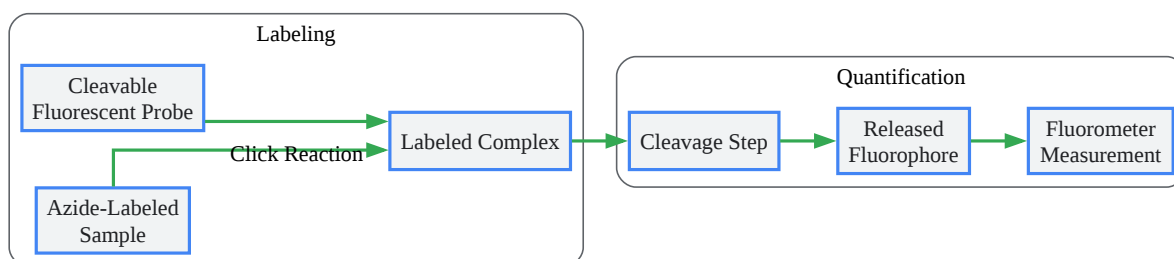 Labeling
Cleavable
Fluorescent Probe
Click Reaction
Azide-Labeled
Sample
Labeled Complex
Quantification
Cleavage Step
Released
Fluorophore
Fluorometer
Measurement